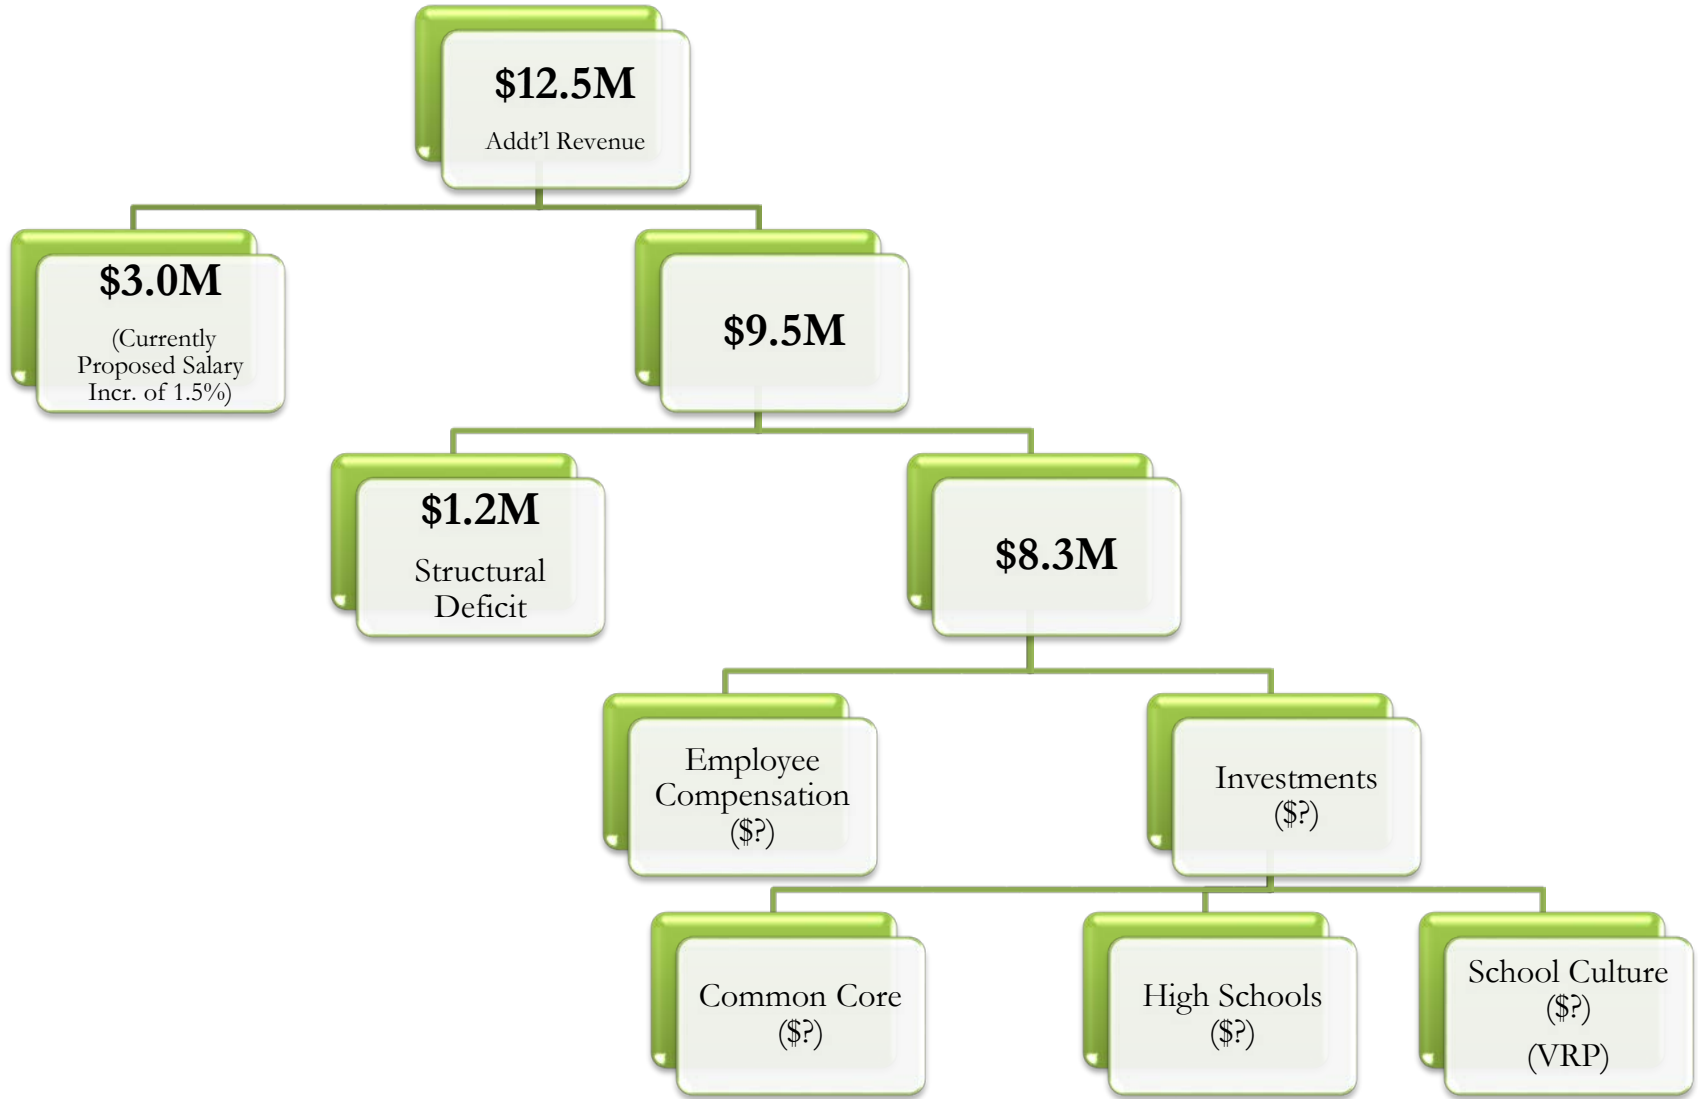 $12.5M
Addt'l Revenue
$3.0M
(Currently
Proposed Salary
Incr. of 1.5%)
$9.5M
$1.2M
Structural
Deficit
$8.3M
Employee
Compensation
($?)
Investments
($?)
Common Core
($?)
High Schools
($?)
School Culture
($?)
(VRP)